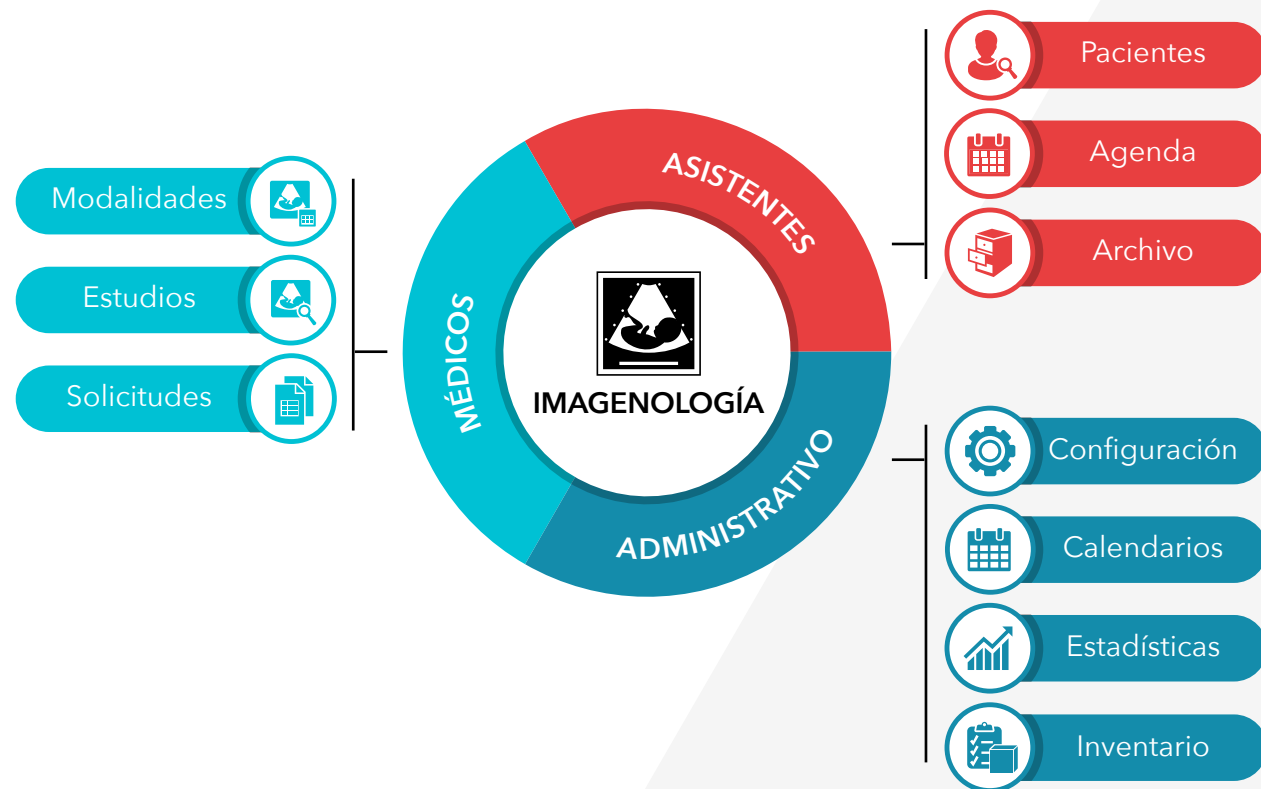 Modalidades
Estudios
Solicitudes
MÉDICOS
ASISTENTES
ADMINISTRATIVO
IMAGENOLOGÍA
Pacientes
Agenda
Archivo
Configuración
Calendarios
Estadísticas
Inventario